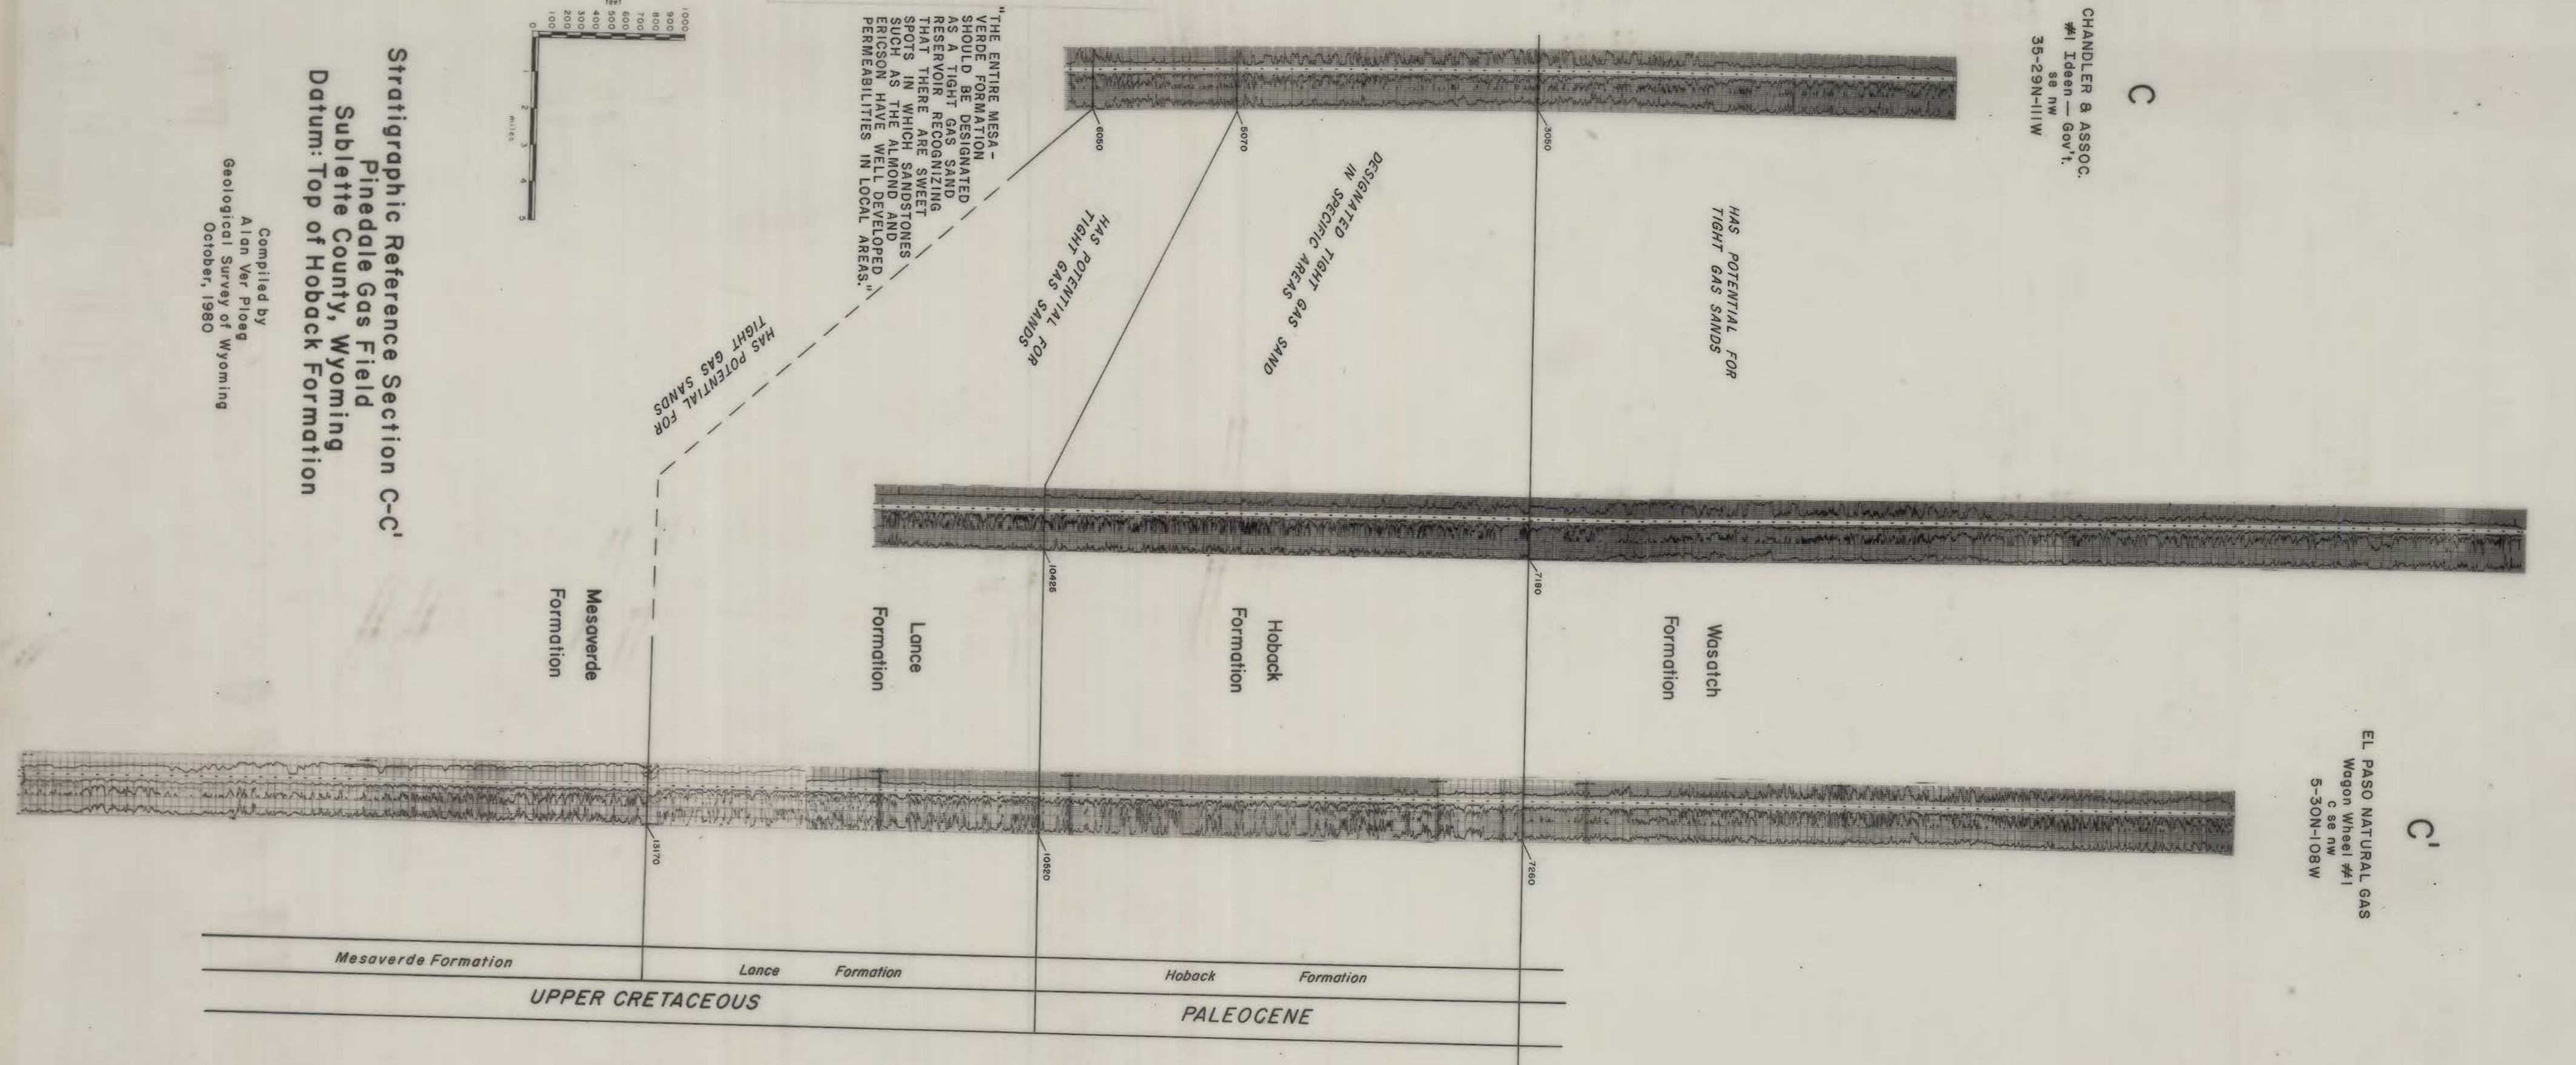 C
CHANDLER & ASSOC.
#1 Ideen — Gov't.
se nw
35-29N-111W
C'
EL PASO NATURAL GAS
Wagon Wheel #1
c se nw
5-30N-108W
HAS POTENTIAL FOR
TIGHT GAS SANDS
Wasatch
Formation
3050
7190
7260
DESIGNATED TIGHT GAS SAND
IN SPECIFIC AREAS
Hoback
Formation
5070
10425
10520
HAS POTENTIAL FOR
TIGHT GAS SANDS
Lance
Formation
6050
13170
"THE ENTIRE MESA-
VERDE FORMATION
SHOULD BE DESIGNATED
AS A TIGHT GAS SAND
RESERVOIR RECOGNIZING
THAT THERE ARE SWEET
SPOTS IN WHICH SANDSTONES
SUCH AS THE ALMOND AND
ERICSON HAVE WELL DEVELOPED
PERMEABILITIES IN LOCAL AREAS."
HAS POTENTIAL FOR
TIGHT GAS SANDS
Mesaverde
Formation
PALEOCENE
Hoback Formation
UPPER CRETACEOUS
Lance Formation
Mesaverde Formation
1000
900
800
700
600
500
400
300
200
100
0
feet
1 2 3 4 5
miles
Stratigraphic Reference Section C-C'
Pinedale Gas Field
Sublette County, Wyoming
Datum: Top of Hoback Formation
Compiled by
Alan Ver Ploeg
Geological Survey of Wyoming
October, 1980